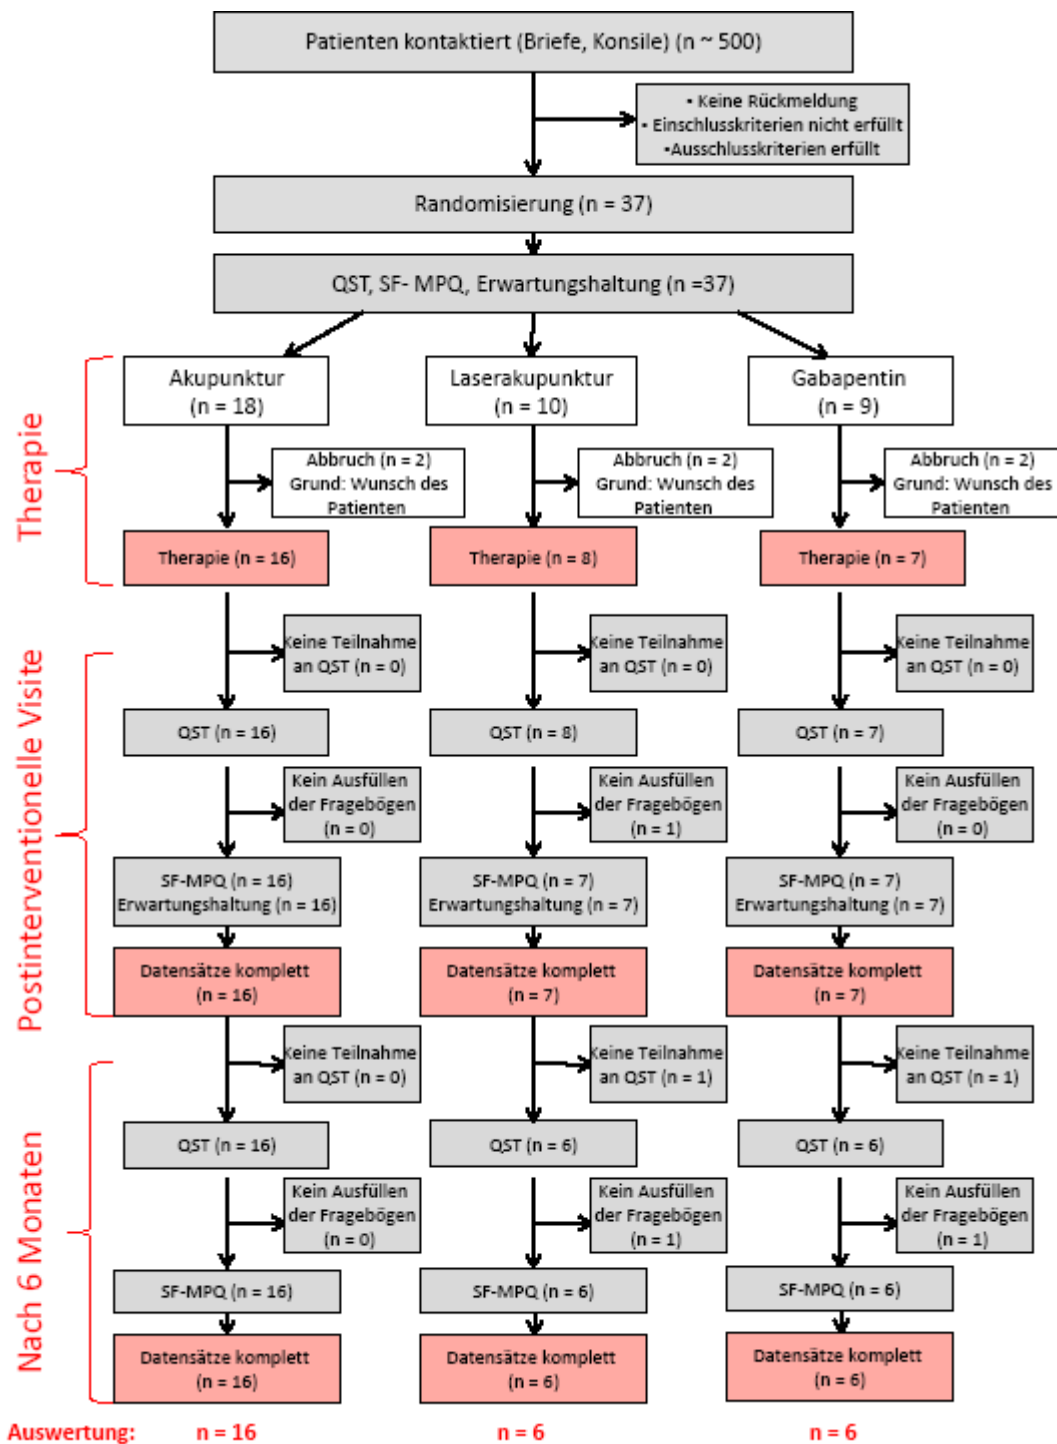 Patienten kontaktiert (Briefe, Konsile) (n ~ 500)
• Keine Rückmeldung
• Einschlusskriterien nicht erfüllt
•Ausschlusskriterien erfüllt
Randomisierung (n = 37)
QST, SF- MPQ, Erwartungshaltung (n =37)
Therapie
Akupunktur
(n = 18)
Laserakupunktur
(n = 10)
Gabapentin
(n = 9)
Abbruch (n = 2)
Grund: Wunsch des
Patienten
Abbruch (n = 2)
Grund: Wunsch des
Patienten
Abbruch (n = 2)
Grund: Wunsch des
Patienten
Therapie (n = 16)
Therapie (n = 8)
Therapie (n = 7)
Postinterventionelle Visite
Keine Teilnahme
an QST (n = 0)
Keine Teilnahme
an QST (n = 0)
Keine Teilnahme
an QST (n = 0)
QST (n = 16)
QST (n = 8)
QST (n = 7)
Kein Ausfüllen
der Fragebögen
(n = 0)
Kein Ausfüllen
der Fragebögen
(n = 1)
Kein Ausfüllen
der Fragebögen
(n = 0)
SF-MPQ (n = 16)
Erwartungshaltung (n = 16)
SF-MPQ (n = 7)
Erwartungshaltung (n = 7)
SF-MPQ (n = 7)
Erwartungshaltung (n = 7)
Datensätze komplett
(n = 16)
Datensätze komplett
(n = 7)
Datensätze komplett
(n = 7)
Nach 6 Monaten
Keine Teilnahme
an QST (n = 0)
Keine Teilnahme
an QST (n = 1)
Keine Teilnahme
an QST (n = 1)
QST (n = 16)
QST (n = 6)
QST (n = 6)
Kein Ausfüllen
der Fragebögen
(n = 0)
Kein Ausfüllen
der Fragebögen
(n = 1)
Kein Ausfüllen
der Fragebögen
(n = 1)
SF-MPQ (n = 16)
SF-MPQ (n = 6)
SF-MPQ (n = 6)
Datensätze komplett
(n = 16)
Datensätze komplett
(n = 6)
Datensätze komplett
(n = 6)
Auswertung: n = 16 n = 6 n = 6